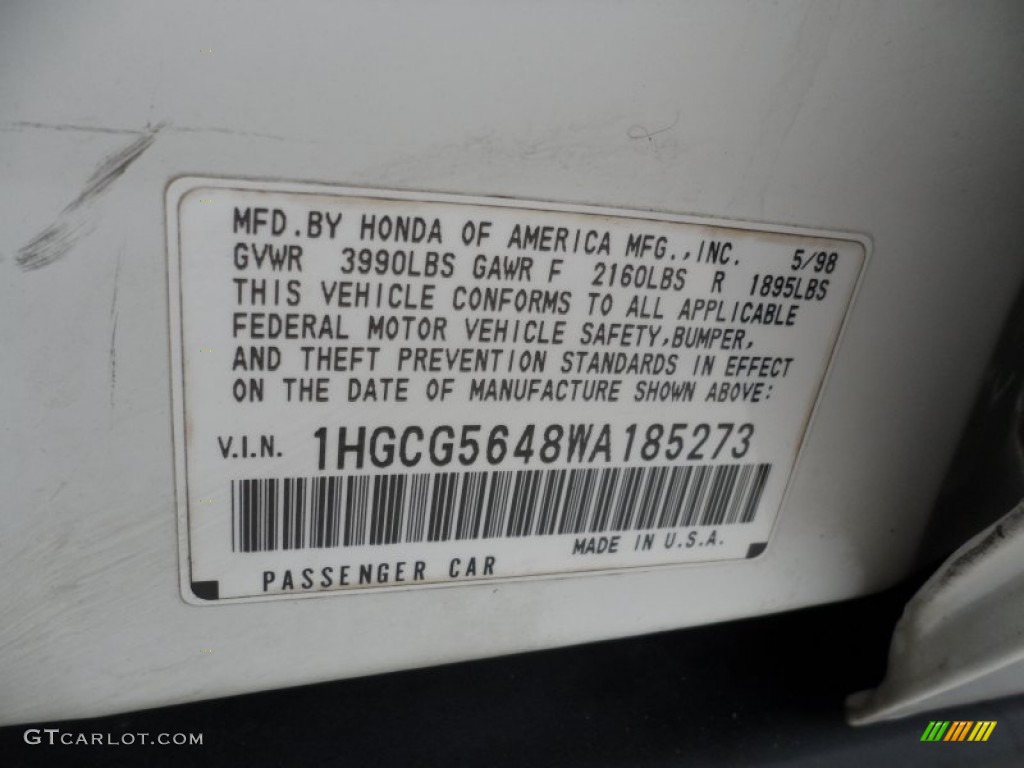 MFD.BY HONDA OF AMERICA MFG.,INC. 5/98
GVWR 3990LBS GAWR F 2160LBS R 1895LBS
THIS VEHICLE CONFORMS TO ALL APPLICABLE
FEDERAL MOTOR VEHICLE SAFETY,BUMPER,
AND THEFT PREVENTION STANDARDS IN EFFECT
ON THE DATE OF MANUFACTURE SHOWN ABOVE:
V.I.N. 1HGCG5648WA185273
PASSENGER CAR MADE IN U.S.A.
GTCARLOT.COM